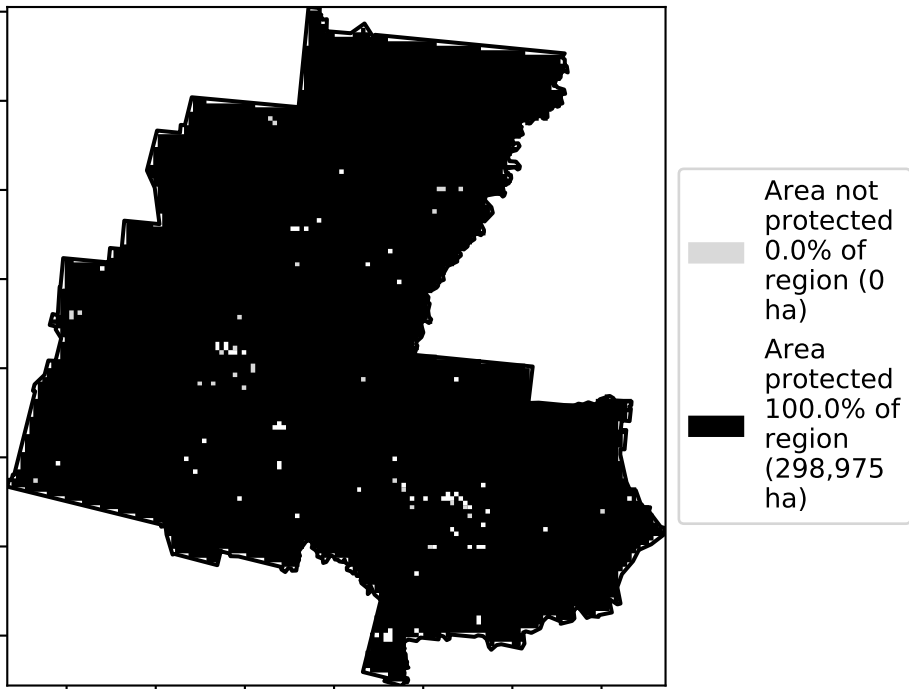 Area not
protected
0.0% of
region (0
ha)
Area
protected
100.0% of
region
(298,975
ha)